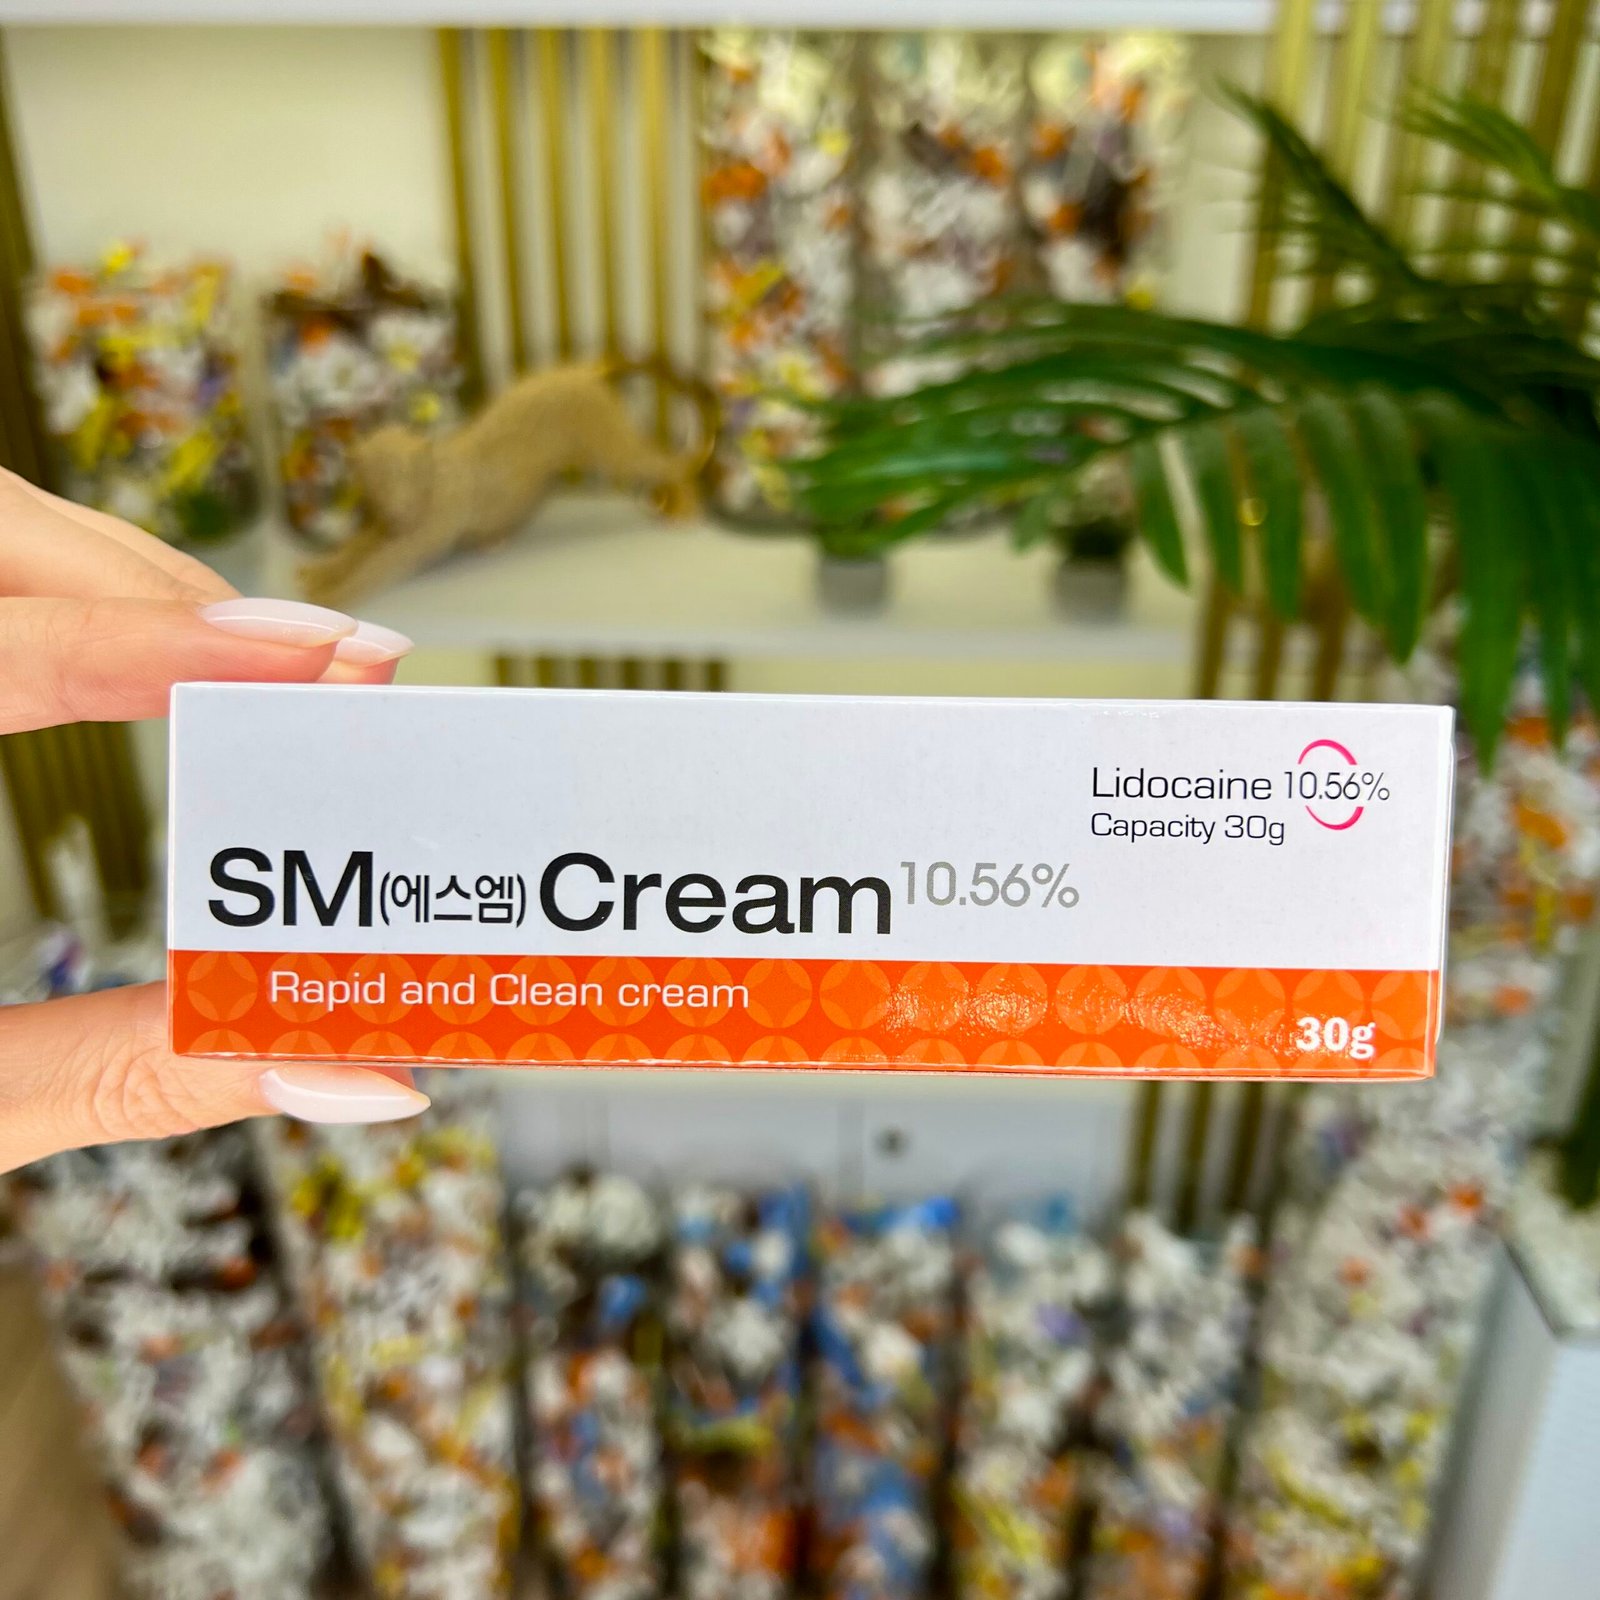 Lidocaine 10.56%
Capacity 30g
SM(에스엠) Cream 10.56%
Rapid and Clean cream
30g